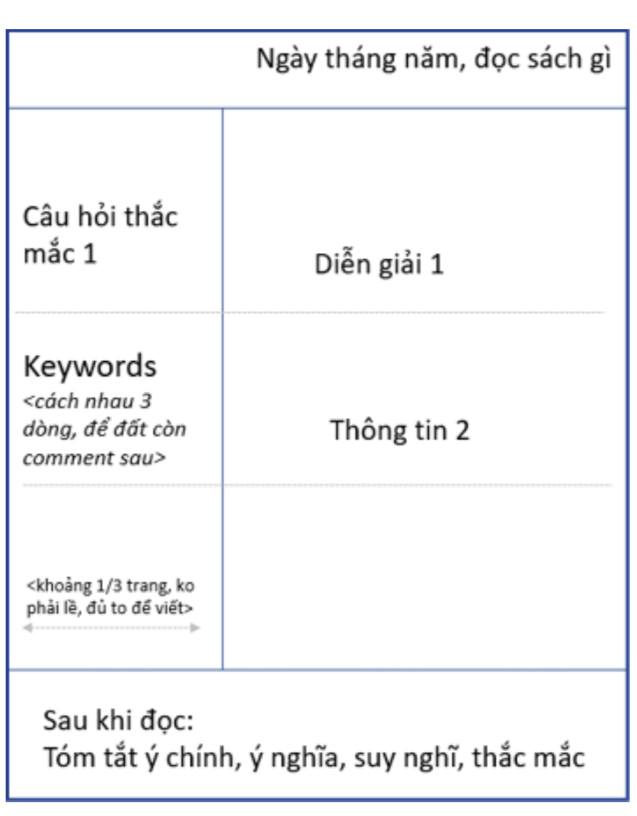 Ngày tháng năm, đọc sách gì
Câu hỏi thắc
mắc 1
Diễn giải 1
Keywords
<cách nhau 3
dòng, để đất còn
comment sau>
Thông tin 2
<khoảng 1/3 trang, ko
phải lề, đủ to để viết>
Sau khi đọc:
Tóm tắt ý chính, ý nghĩa, suy nghĩ, thắc mắc